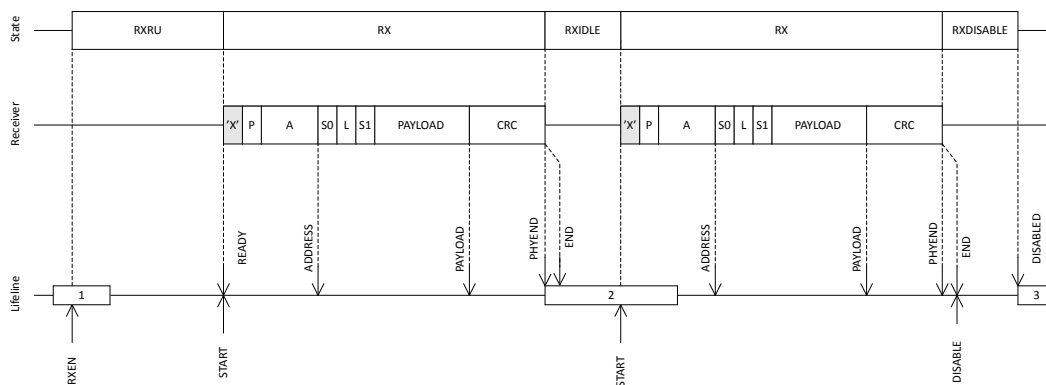 State
RXRU
RX
RXIDLE
RX
RXDISABLE
Receiver
'X'
P
A
S0
L
S1
PAYLOAD
CRC
'X'
P
A
S0
L
S1
PAYLOAD
CRC
READY
ADDRESS
PAYLOAD
PHYEND
END
ADDRESS
PAYLOAD
PHYEND
END
DISABLED
Lifeline
1
2
3
RXEN
START
START
DISABLE